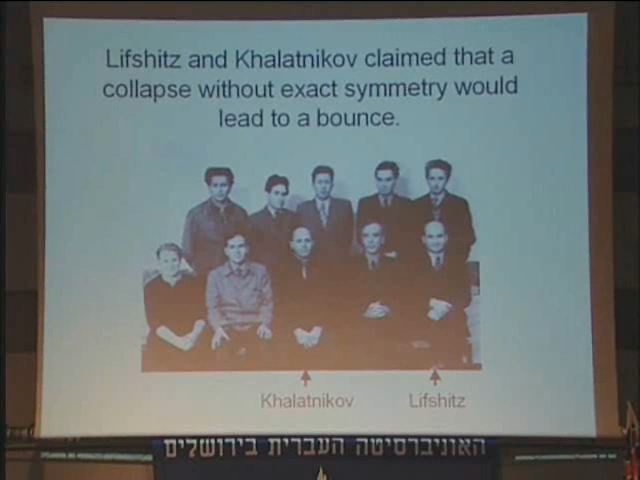 Lifshitz and Khalatnikov claimed that a
collapse without exact symmetry would
lead to a bounce.
Khalatnikov
Lifshitz
האוניברסיטה העברית בירושלים